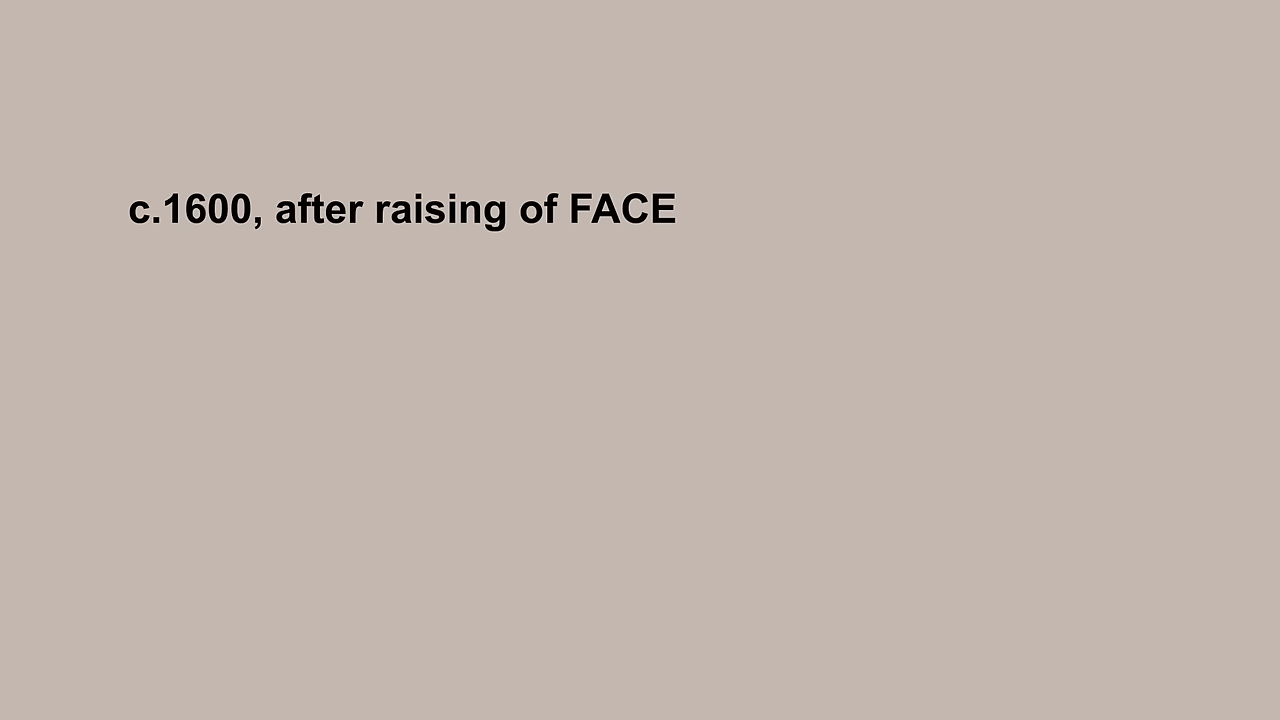 c.1600, after raising of FACE